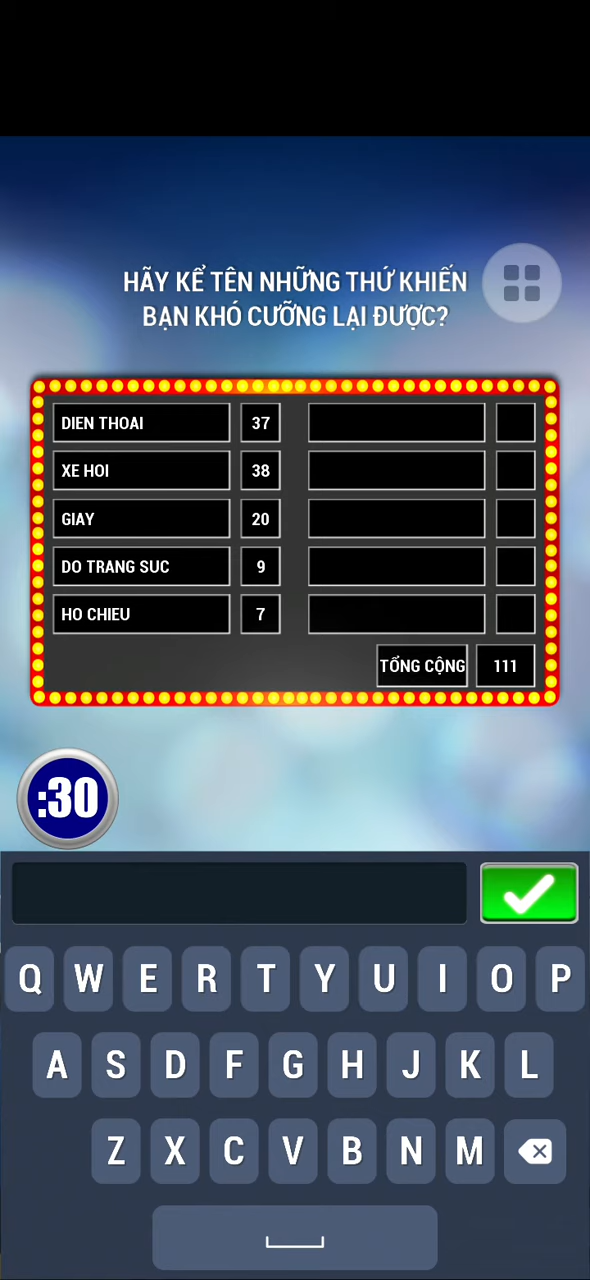 HÃY KỂ TÊN NHỮNG THỨ KHIẾN
BẠN KHÓ CƯỠNG LẠI ĐƯỢC?
DIEN THOAI 37
XE HOI 38
GIAY 20
DO TRANG SUC 9
HO CHIEU 7
TỔNG CỘNG 111
:30
Q W E R T Y U I O P
A S D F G H J K L
Z X C V B N M